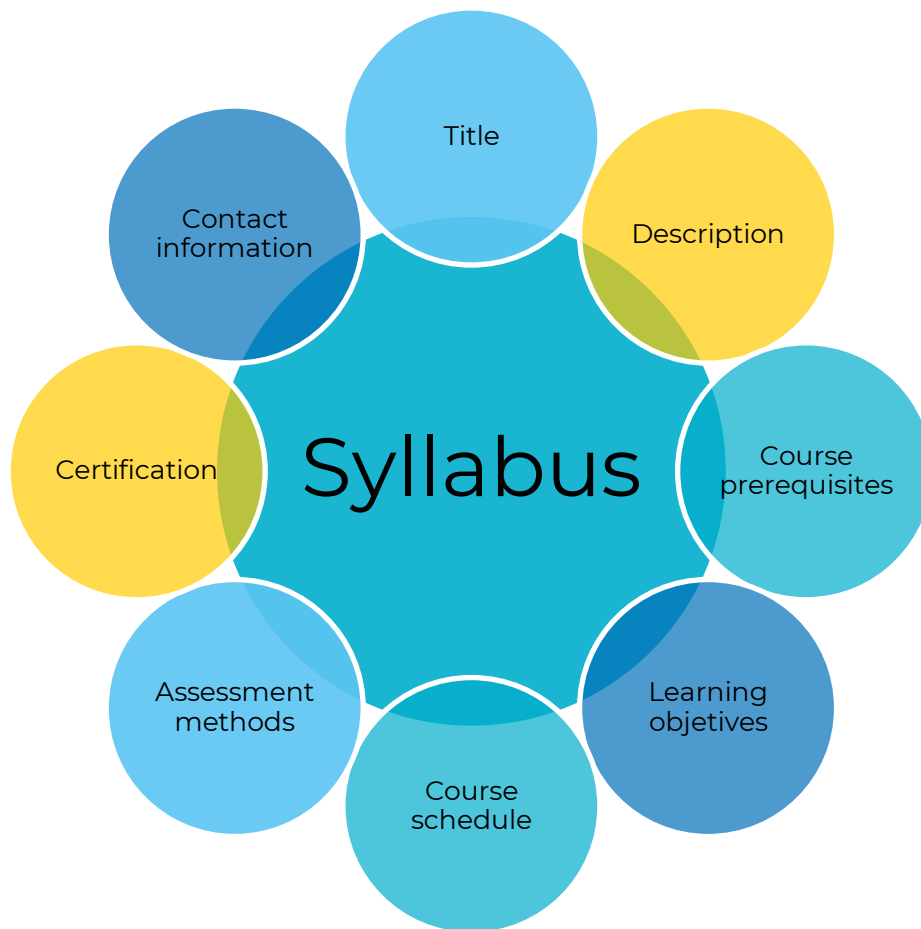 Title
Description
Course
prerequisites
Learning
objetives
Course
schedule
Assessment
methods
Certification
Contact
information
Syllabus